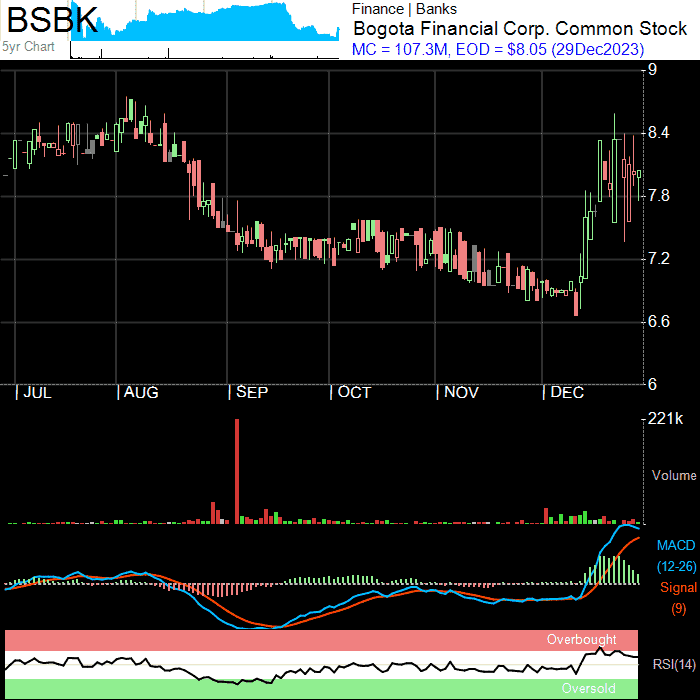 BSBK
5yr Chart
Finance | Banks
Bogota Financial Corp. Common Stock
MC = 107.3M, EOD = $8.05 (29Dec2023)
9
8.4
7.8
7.2
6.6
6
JUL AUG SEP OCT NOV DEC
221k
Volume
MACD
(12-26)
Signal
(9)
Overbought
RSI(14)
Oversold